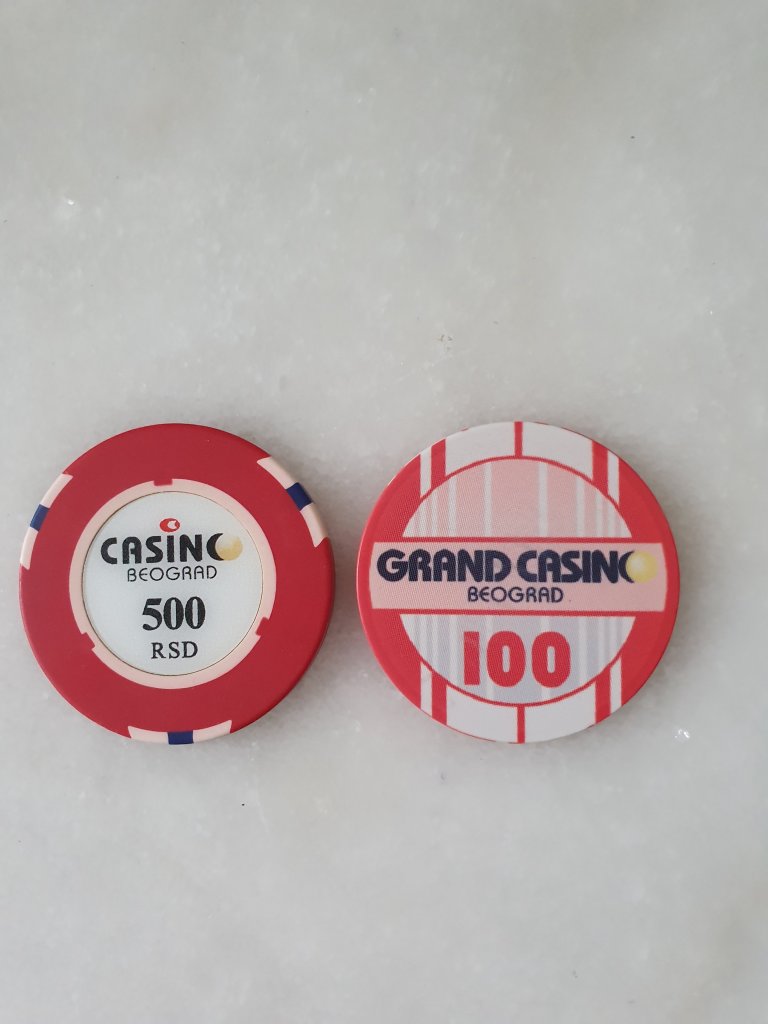 CASINO
BEOGRAD
500
RSD
GRAND CASINO
BEOGRAD
100